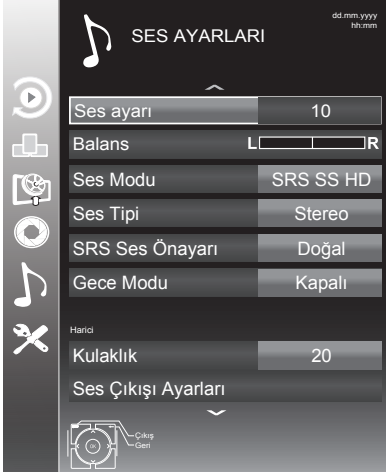 dd.mm.yyyy
hh:mm
SES AYARLARI
Ses ayarı 10
Balans L R
Ses Modu SRS SS HD
Ses Tipi Stereo
SRS Ses Önayarı Doğal
Gece Modu Kapalı
Harici
Kulaklık 20
Ses Çıkışı Ayarları
Çıkış
Geri
OK